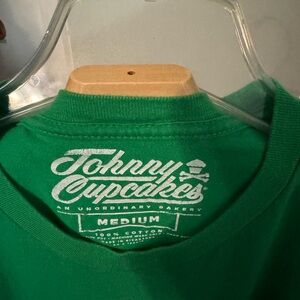 Johnny
Cupcakes
AN UNORDINARY BAKERY
MEDIUM
100% COTTON